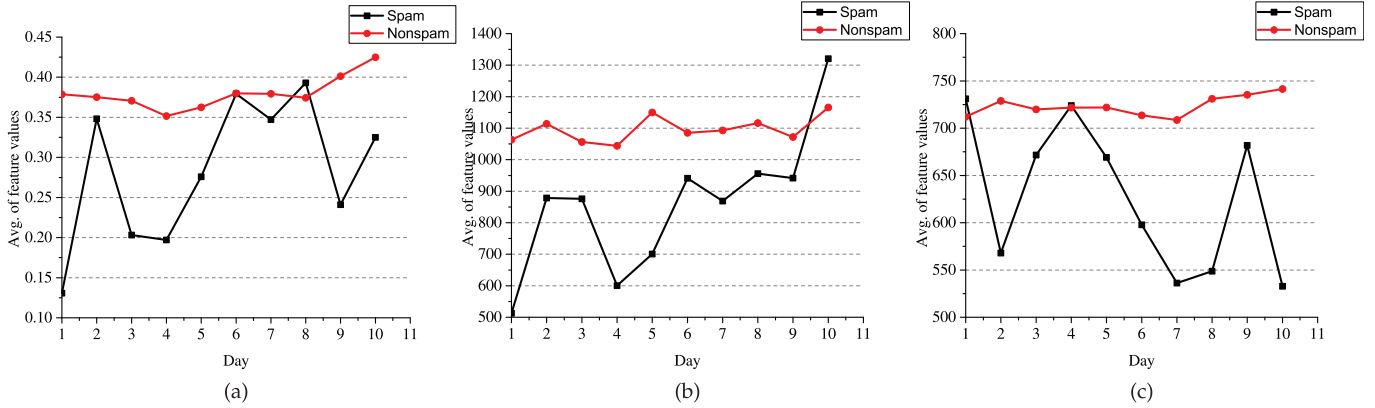 Spam
Nonspam
0.45
0.40
0.35
0.30
0.25
0.20
0.15
0.10
Avg. of feature values
1 2 3 4 5 6 7 8 9 10 11
Day
(a)
Spam
Nonspam
1400
1300
1200
1100
1000
900
800
700
600
500
Avg. of feature values
1 2 3 4 5 6 7 8 9 10 11
Day
(b)
Spam
Nonspam
800
750
700
650
600
550
500
Avg. of feature values
1 2 3 4 5 6 7 8 9 10 11
Day
(c)